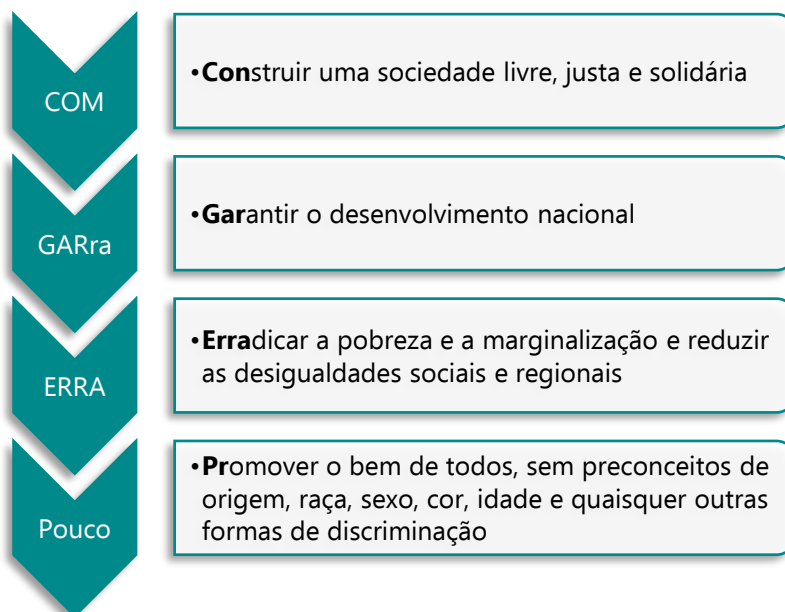 COM
•Construir uma sociedade livre, justa e solidária
GARra
•Garantir o desenvolvimento nacional
ERRA
•Erradicar a pobreza e a marginalização e reduzir
as desigualdades sociais e regionais
Pouco
•Promover o bem de todos, sem preconceitos de
origem, raça, sexo, cor, idade e quaisquer outras
formas de discriminação